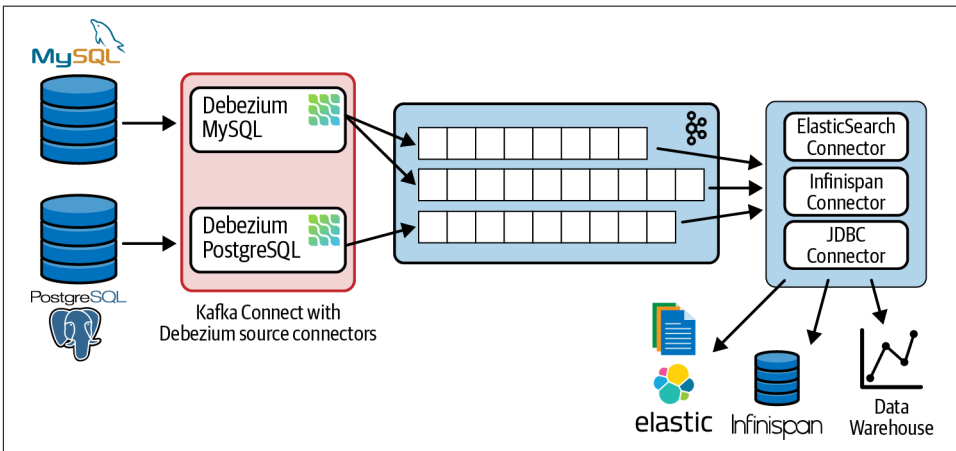 MySQL
Debezium
MySQL
Debezium
PostgreSQL
PostgreSQL
Kafka Connect with
Debezium source connectors
ElasticSearch
Connector
Infinispan
Connector
JDBC
Connector
elastic
Infinispan
Data
Warehouse